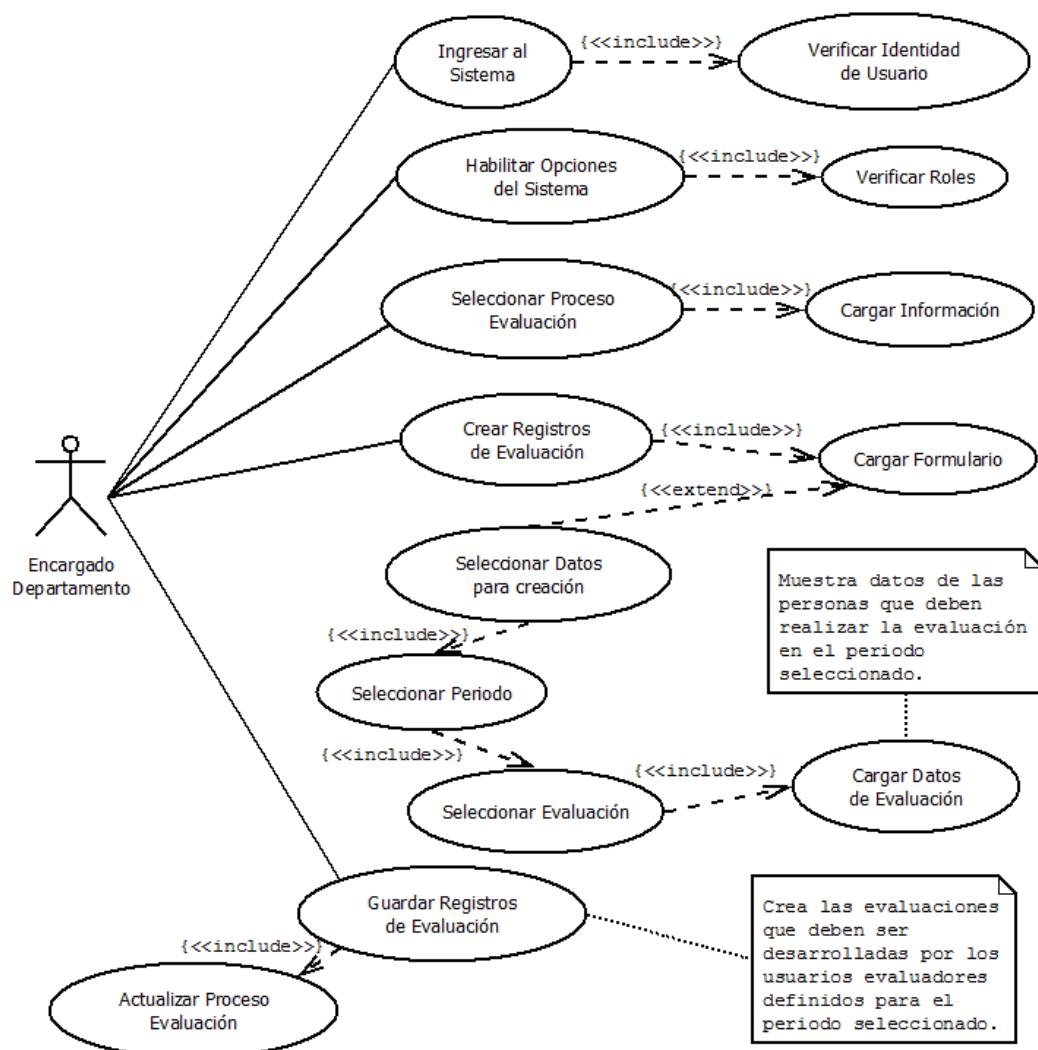 Ingresar al
Sistema
{<<include>>}
Verificar Identidad
de Usuario
Habilitar Opciones
del Sistema
{<<include>>}
Verificar Roles
Seleccionar Proceso
Evaluación
{<<include>>}
Cargar Información
Crear Registros
de Evaluación
{<<include>>}
Cargar Formulario
{<<extend>>}
Encargado
Departamento
Seleccionar Datos
para creación
Muestra datos de las
personas que deben
realizar la evaluación
en el periodo
seleccionado.
{<<include>>}
Seleccionar Periodo
{<<include>>}
Seleccionar Evaluación
{<<include>>}
Cargar Datos
de Evaluación
Guardar Registros
de Evaluación
Crea las evaluaciones
que deben ser
desarrolladas por los
usuarios evaluadores
definidos para el
periodo seleccionado.
{<<include>>}
Actualizar Proceso
Evaluación